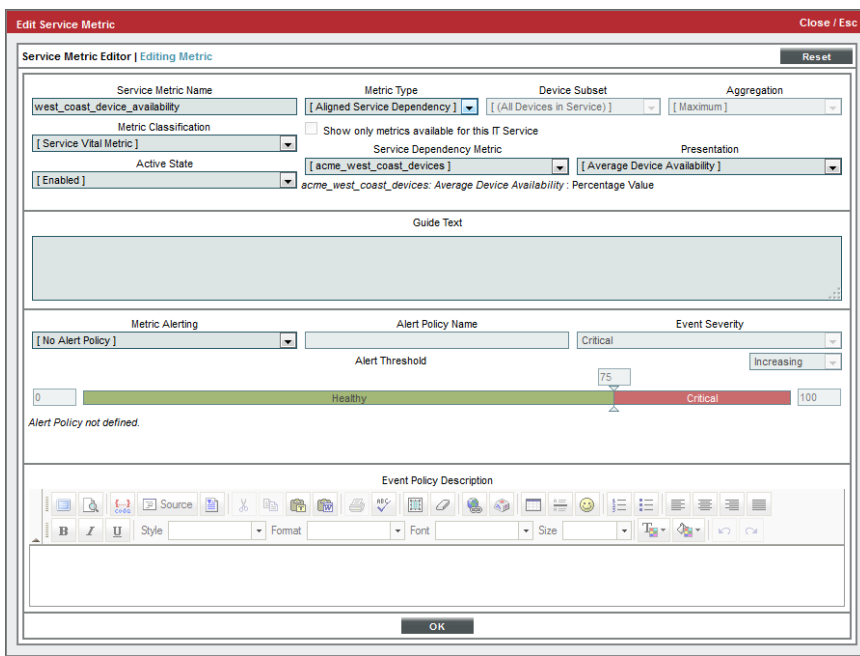 Edit Service Metric Close / Esc
Service Metric Editor | Editing Metric Reset
Service Metric Name Metric Type Device Subset Aggregation
west_coast_device_availability [ Aligned Service Dependency ] [ (All Devices in Service) ] [ Maximum ]
Metric Classification Show only metrics available for this IT Service
[ Service Vital Metric ] Service Dependency Metric Presentation
Active State [ acme_west_coast_devices ] [ Average Device Availability ]
[ Enabled ] acme_west_coast_devices: Average Device Availability : Percentage Value
Guide Text
Metric Alerting Alert Policy Name Event Severity
[ No Alert Policy ] Critical
Alert Threshold Increasing
75
0 Healthy Critical 100
Alert Policy not defined.
Event Policy Description
Source
B I U Style Format Font Size
OK